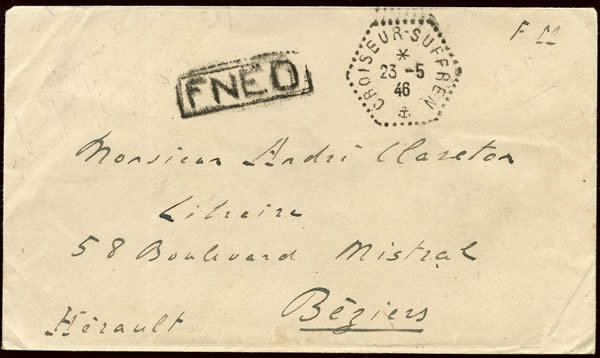 F M
CROISEUR-SUFFREN
23 -5
46
FNEO
Monsieur André Clareton
Libraire
58 Boulevard Mistral
Béziers
Hérault